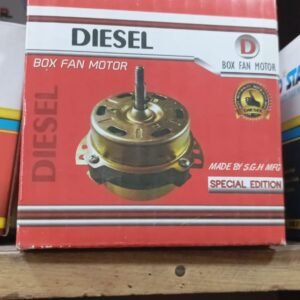 DIESEL
D
BOX FAN MOTOR
BOX FAN MOTOR
DIESEL
MADE BY S.G.H MFG
SPECIAL EDITION